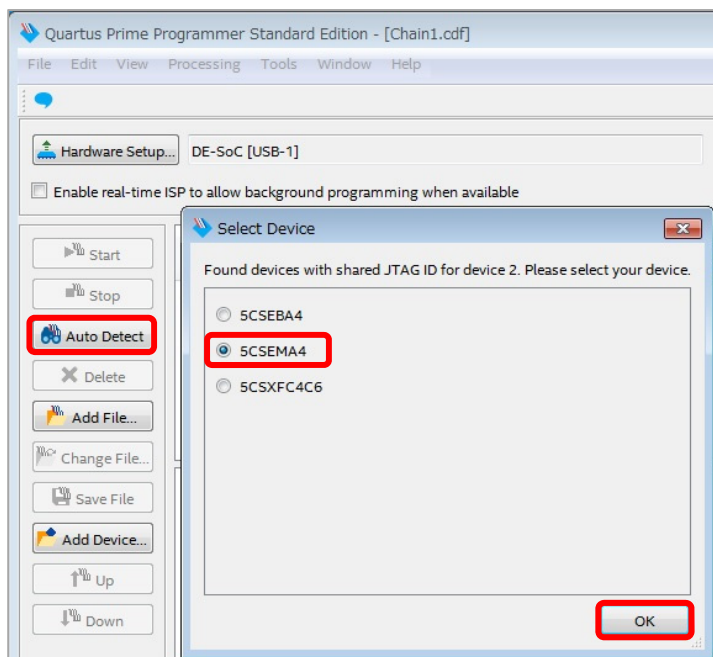 Quartus Prime Programmer Standard Edition - [Chain1.cdf]
File Edit View Processing Tools Window Help
Hardware Setup... DE-SoC [USB-1]
Enable real-time ISP to allow background programming when available
Select Device
Found devices with shared JTAG ID for device 2. Please select your device.
5CSEBA4
5CSEMA4
5CSXFC4C6
OK
Start
Stop
Auto Detect
Delete
Add File...
Change File...
Save File
Add Device...
Up
Down